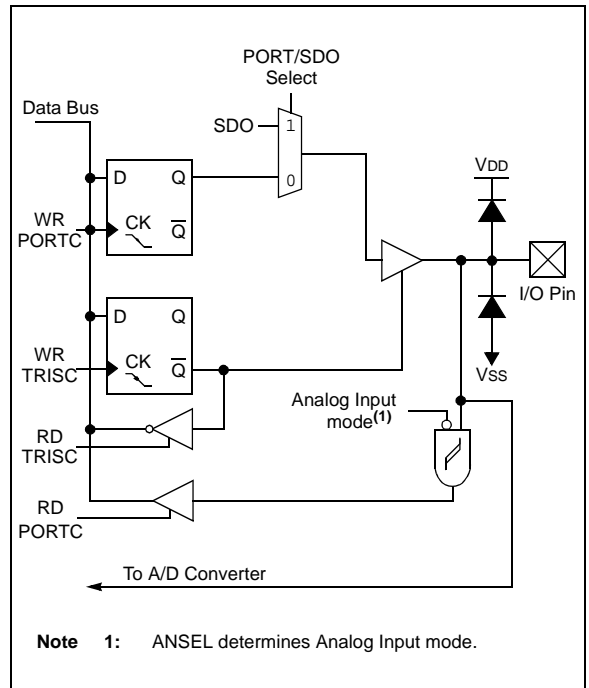 PORT/SDO
Select
Data Bus
SDO
1
0
VDD
D
Q
WR
PORTC
CK
Q
I/O Pin
D
Q
WR
TRISC
CK
Q
VSS
Analog Input
mode(1)
RD
TRISC
RD
PORTC
To A/D Converter
Note 1: ANSEL determines Analog Input mode.